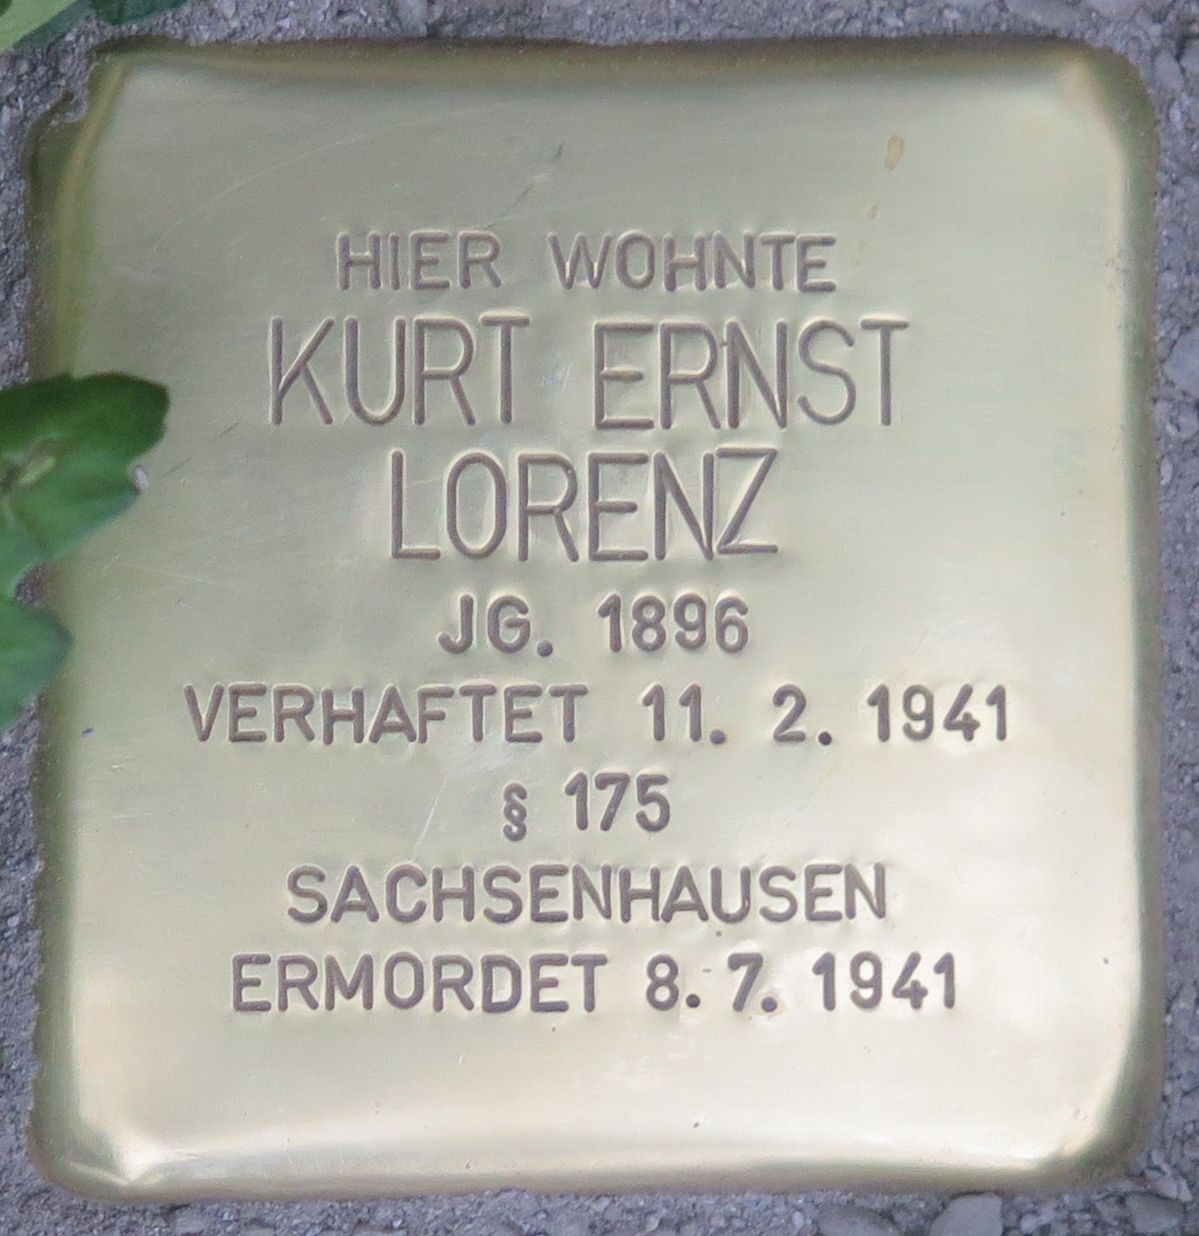 HIER WOHNTE
KURT ERNST
LORENZ
JG. 1896
VERHAFTET 11. 2. 1941
§ 175
SACHSENHAUSEN
ERMORDET 8. 7. 1941